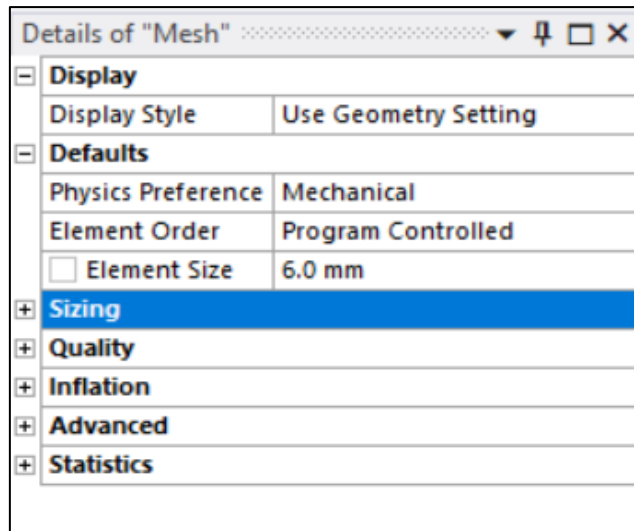 Details of "Mesh"
Display
Display Style Use Geometry Setting
Defaults
Physics Preference Mechanical
Element Order Program Controlled
Element Size 6.0 mm
Sizing
Quality
Inflation
Advanced
Statistics